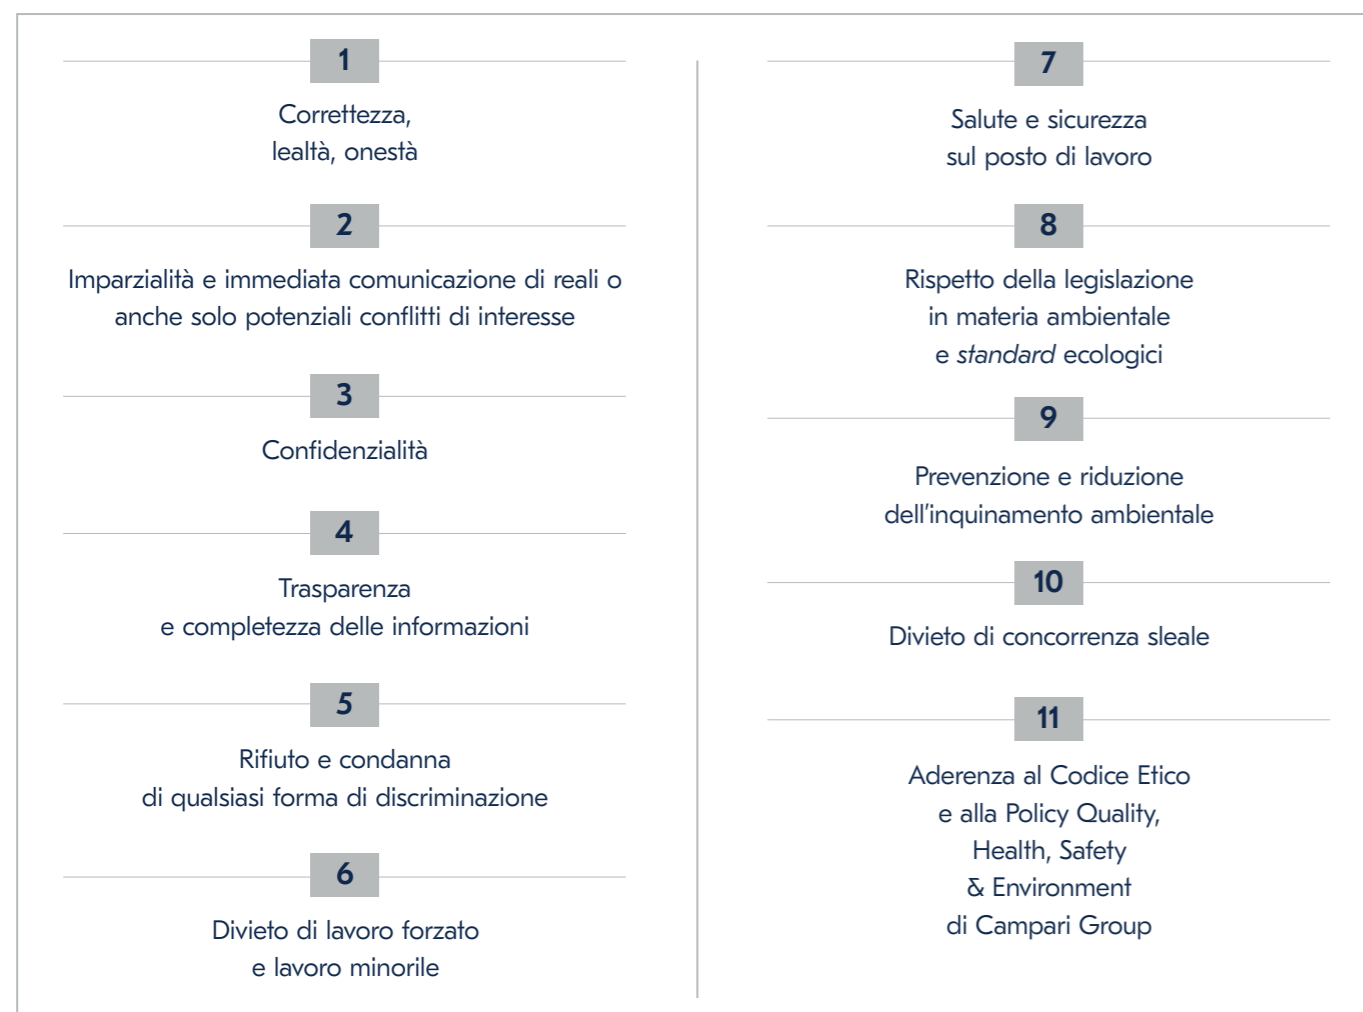 1
Correttezza,
lealtà, onestà
2
Imparzialità e immediata comunicazione di reali o
anche solo potenziali conflitti di interesse
3
Confidenzialità
4
Trasparenza
e completezza delle informazioni
5
Rifiuto e condanna
di qualsiasi forma di discriminazione
6
Divieto di lavoro forzato
e lavoro minorile
7
Salute e sicurezza
sul posto di lavoro
8
Rispetto della legislazione
in materia ambientale
e standard ecologici
9
Prevenzione e riduzione
dell'inquinamento ambientale
10
Divieto di concorrenza sleale
11
Aderenza al Codice Etico
e alla Policy Quality,
Health, Safety
& Environment
di Campari Group